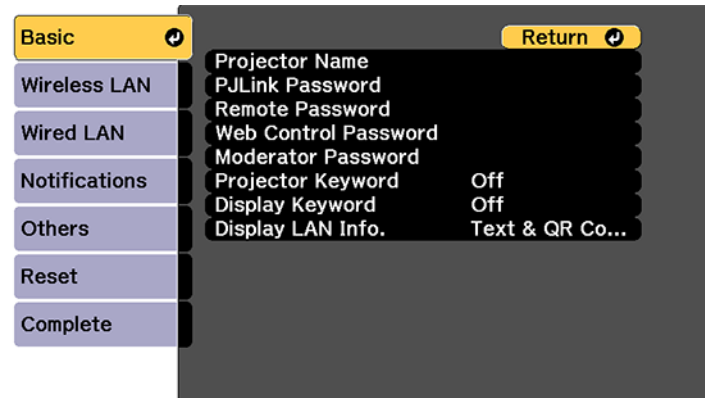 Basic
Wireless LAN
Wired LAN
Notifications
Others
Reset
Complete
Return
Projector Name
PJLink Password
Remote Password
Web Control Password
Moderator Password
Projector Keyword Off
Display Keyword Off
Display LAN Info. Text & QR Co...